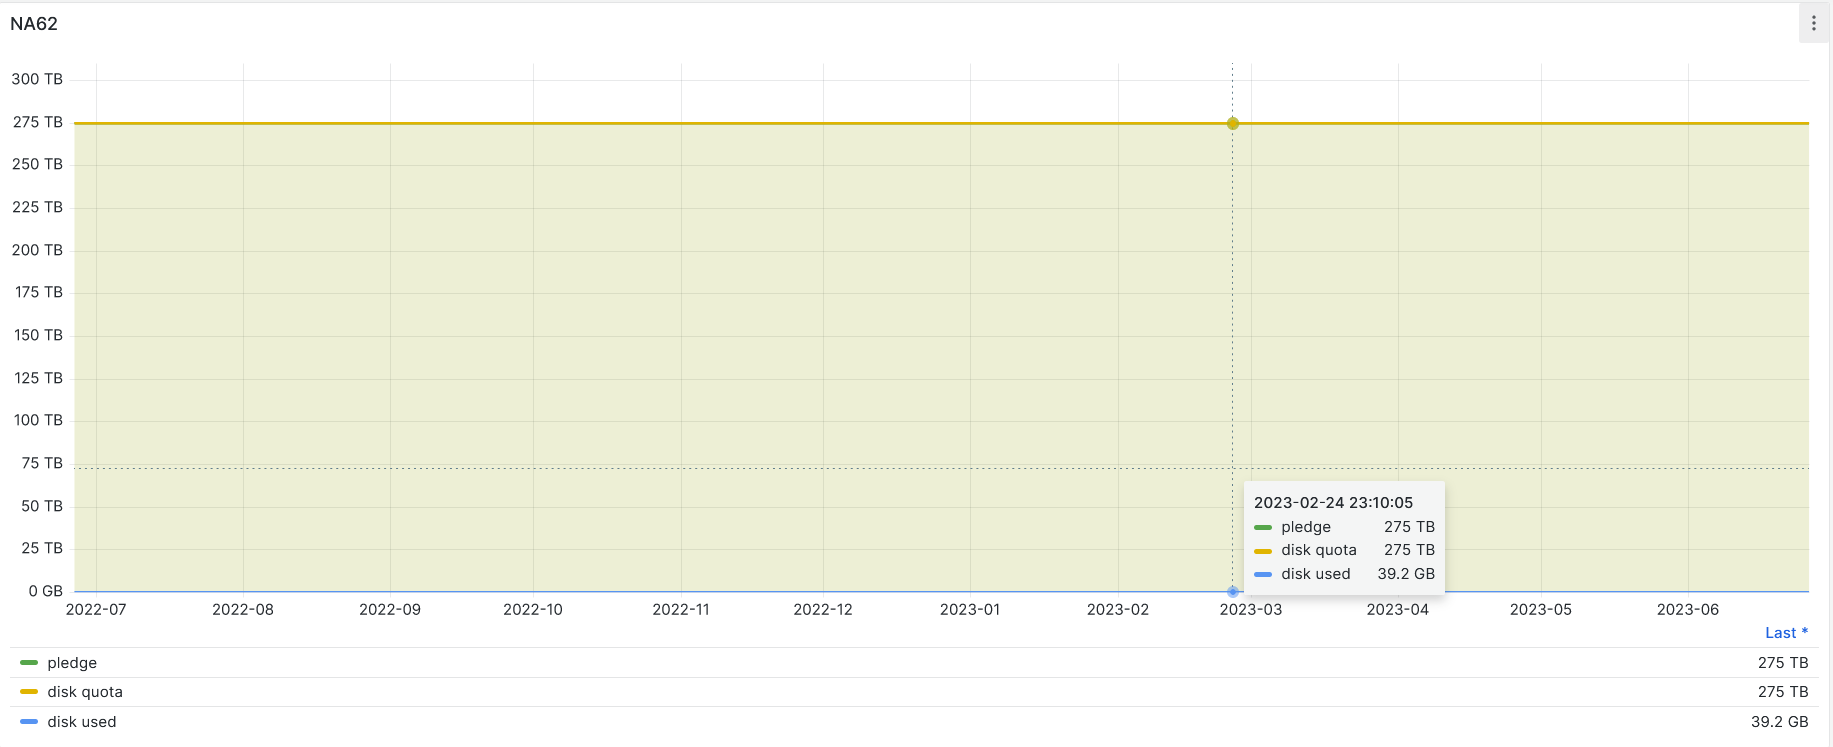 NA62
300 TB
275 TB
250 TB
225 TB
200 TB
175 TB
150 TB
125 TB
100 TB
75 TB
50 TB
25 TB
0 GB
2023-02-24 23:10:05
pledge 275 TB
disk quota 275 TB
disk used 39.2 GB
2022-07 2022-08 2022-09 2022-10 2022-11 2022-12 2023-01 2023-02 2023-03 2023-04 2023-05 2023-06
Last *
pledge 275 TB
disk quota 275 TB
disk used 39.2 GB